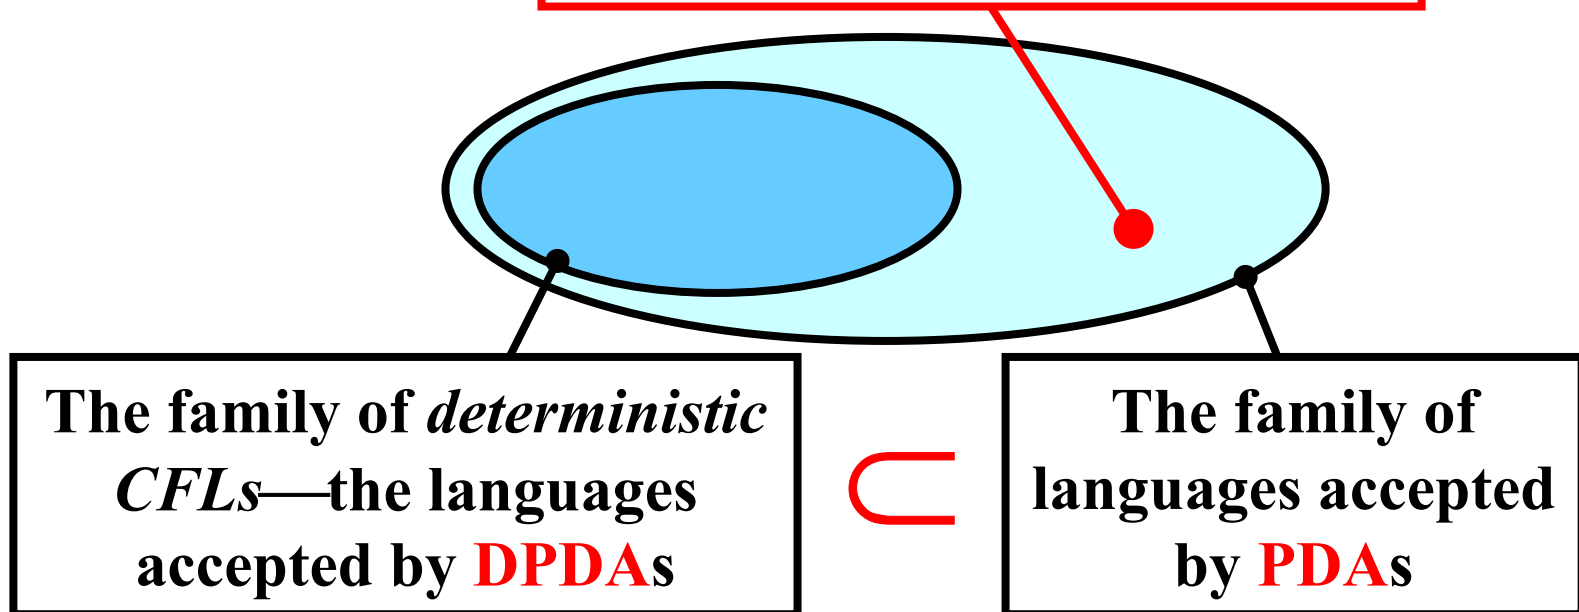 The family of deterministic
CFLs—the languages
accepted by DPDAs
⊂
The family of
languages accepted
by PDAs